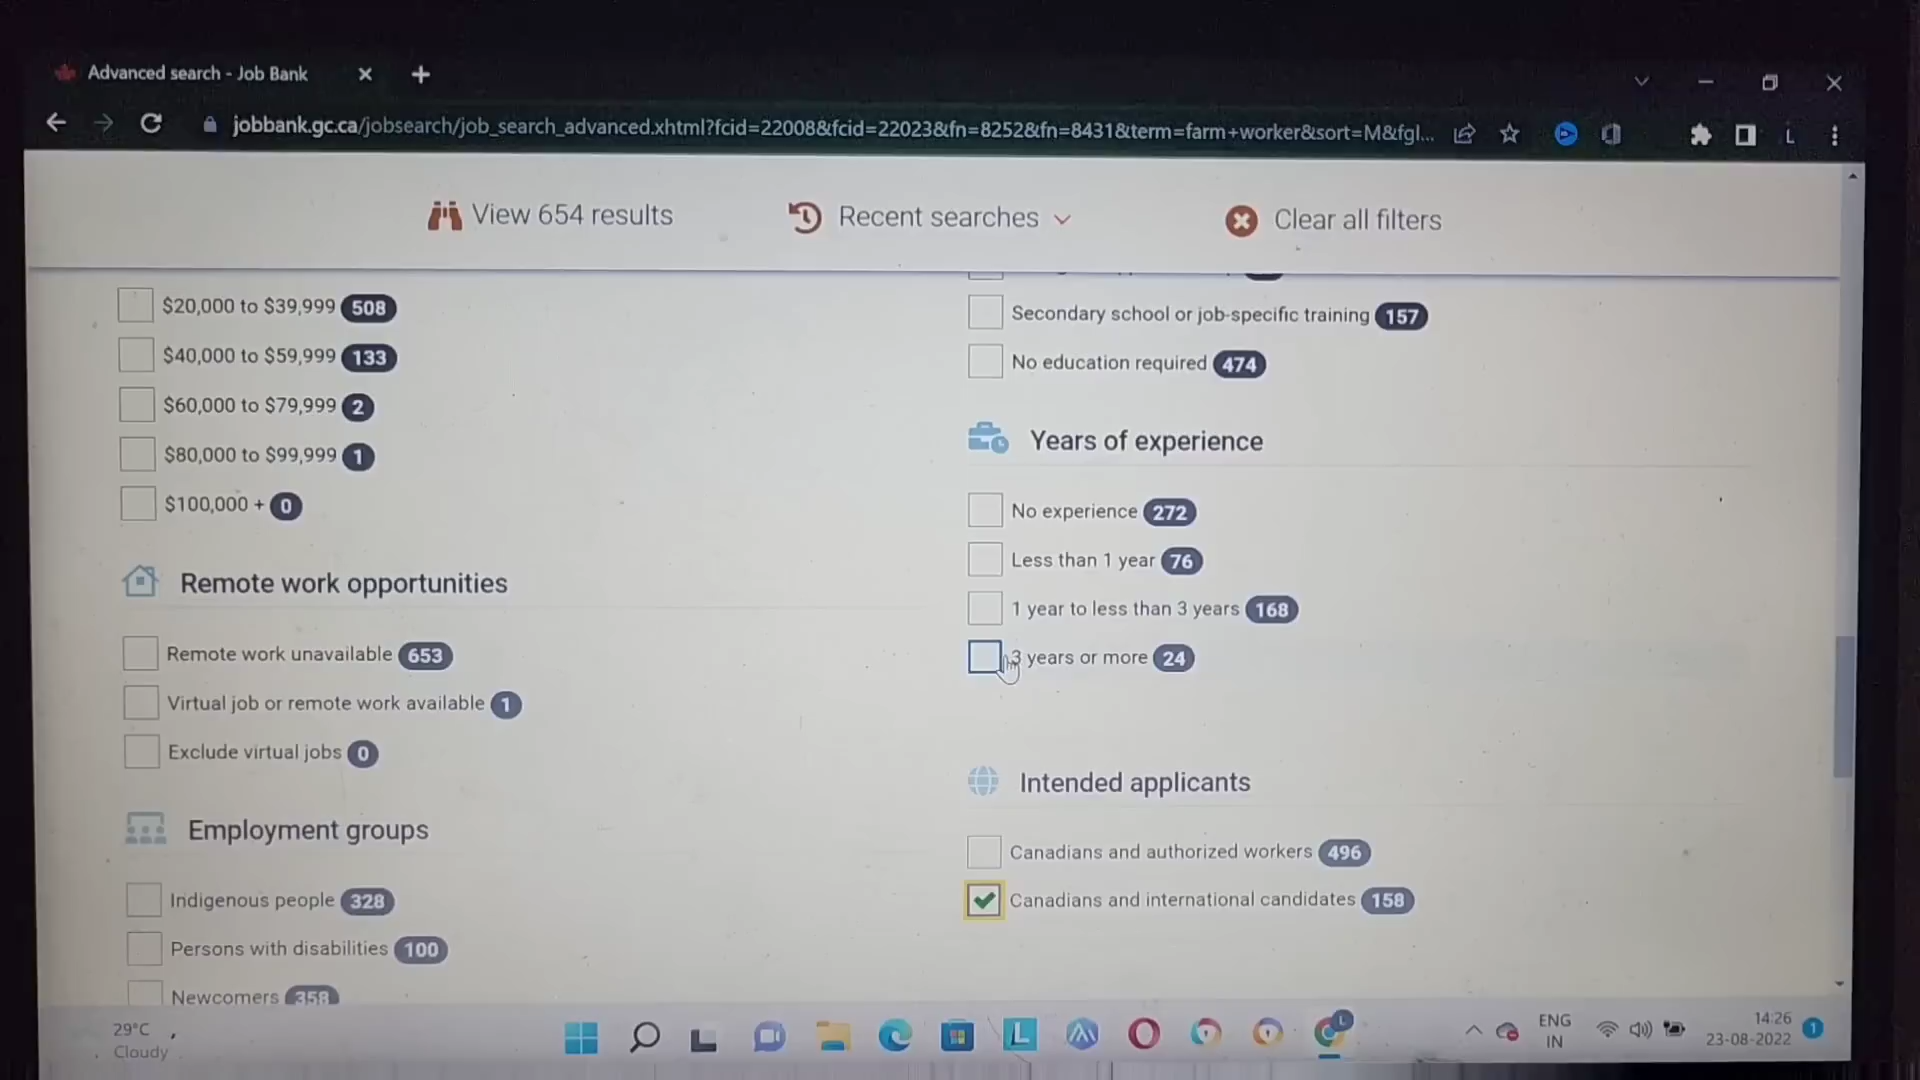 Advanced search - Job Bank
jobbank.gc.ca/jobsearch/job_search_advanced.xhtml?fcid=22008&fcid=22023&fn=8252&fn=8431&term=farm+worker&sort=M&fgl...
L
View 654 results
Recent searches
Clear all filters
$20,000 to $39,999 508
$40,000 to $59,999 133
$60,000 to $79,999 2
$80,000 to $99,999 1
$100,000 + 0
Remote work opportunities
Remote work unavailable 653
Virtual job or remote work available 1
Exclude virtual jobs 0
Employment groups
Indigenous people 328
Persons with disabilities 100
Newcomers 358
Secondary school or job-specific training 157
No education required 474
Years of experience
No experience 272
Less than 1 year 76
1 year to less than 3 years 168
3 years or more 24
Intended applicants
Canadians and authorized workers 496
Canadians and international candidates 158
29°C
Cloudy
L
L
ENG
IN
14:26
23-08-2022
1